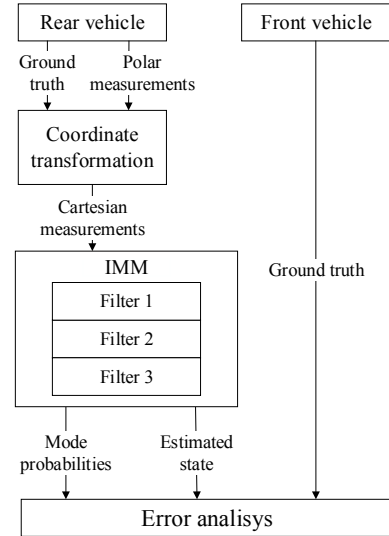 Rear vehicle
Front vehicle
Ground
truth
Polar
measurements
Coordinate
transformation
Cartesian
measurements
IMM
Filter 1
Filter 2
Filter 3
Ground truth
Mode
probabilities
Estimated
state
Error analisys